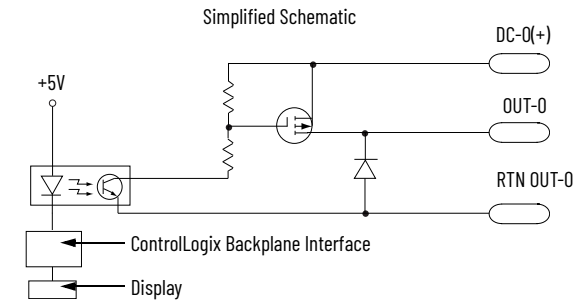 Simplified Schematic
DC-0(+)
+5V
OUT-0
RTN OUT-0
ControlLogix Backplane Interface
Display